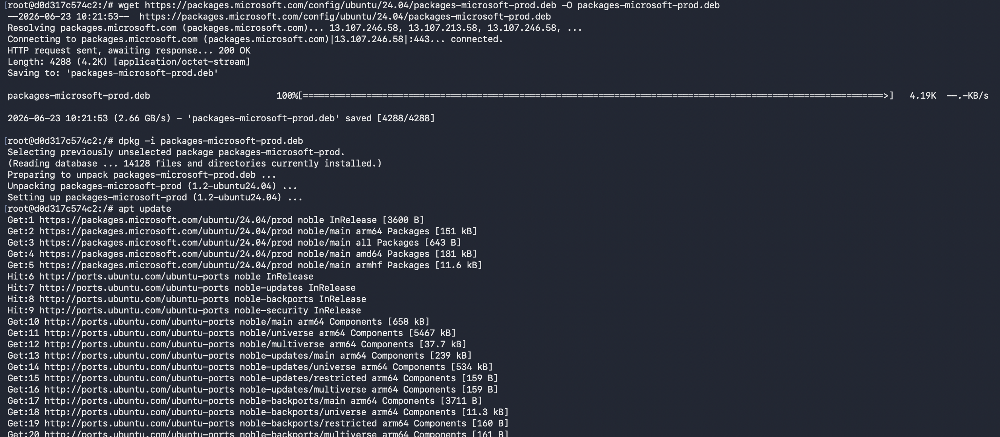 [root@d0d317c574c2:/# wget https://packages.microsoft.com/config/ubuntu/24.04/packages-microsoft-prod.deb -O packages-microsoft-prod.deb
--2026-06-23 10:21:53--  https://packages.microsoft.com/config/ubuntu/24.04/packages-microsoft-prod.deb
Resolving packages.microsoft.com (packages.microsoft.com)... 13.107.246.58, 13.107.213.58, 13.107.246.58, ...
Connecting to packages.microsoft.com (packages.microsoft.com)|13.107.246.58|:443... connected.
HTTP request sent, awaiting response... 200 OK
Length: 4288 (4.2K) [application/octet-stream]
Saving to: 'packages-microsoft-prod.deb'
packages-microsoft-prod.deb                        100%[==============================================================================================================>]   4.19K  --.-KB/s
2026-06-23 10:21:53 (2.66 GB/s) - 'packages-microsoft-prod.deb' saved [4288/4288]
[root@d0d317c574c2:/# dpkg -i packages-microsoft-prod.deb
Selecting previously unselected package packages-microsoft-prod.
(Reading database ... 14128 files and directories currently installed.)
Preparing to unpack packages-microsoft-prod.deb ...
Unpacking packages-microsoft-prod (1.2-ubuntu24.04) ...
Setting up packages-microsoft-prod (1.2-ubuntu24.04) ...
[root@d0d317c574c2:/# apt update
Get:1 https://packages.microsoft.com/ubuntu/24.04/prod noble InRelease [3600 B]
Get:2 https://packages.microsoft.com/ubuntu/24.04/prod noble/main arm64 Packages [151 kB]
Get:3 https://packages.microsoft.com/ubuntu/24.04/prod noble/main all Packages [643 B]
Get:4 https://packages.microsoft.com/ubuntu/24.04/prod noble/main amd64 Packages [181 kB]
Get:5 https://packages.microsoft.com/ubuntu/24.04/prod noble/main armhf Packages [11.6 kB]
Hit:6 http://ports.ubuntu.com/ubuntu-ports noble InRelease
Hit:7 http://ports.ubuntu.com/ubuntu-ports noble-updates InRelease
Hit:8 http://ports.ubuntu.com/ubuntu-ports noble-backports InRelease
Hit:9 http://ports.ubuntu.com/ubuntu-ports noble-security InRelease
Get:10 http://ports.ubuntu.com/ubuntu-ports noble/main arm64 Components [658 kB]
Get:11 http://ports.ubuntu.com/ubuntu-ports noble/universe arm64 Components [5467 kB]
Get:12 http://ports.ubuntu.com/ubuntu-ports noble/multiverse arm64 Components [37.7 kB]
Get:13 http://ports.ubuntu.com/ubuntu-ports noble-updates/main arm64 Components [239 kB]
Get:14 http://ports.ubuntu.com/ubuntu-ports noble-updates/universe arm64 Components [534 kB]
Get:15 http://ports.ubuntu.com/ubuntu-ports noble-updates/restricted arm64 Components [159 B]
Get:16 http://ports.ubuntu.com/ubuntu-ports noble-updates/multiverse arm64 Components [159 B]
Get:17 http://ports.ubuntu.com/ubuntu-ports noble-backports/main arm64 Components [3711 B]
Get:18 http://ports.ubuntu.com/ubuntu-ports noble-backports/universe arm64 Components [11.3 kB]
Get:19 http://ports.ubuntu.com/ubuntu-ports noble-backports/restricted arm64 Components [160 B]
Get:20 http://ports.ubuntu.com/ubuntu-ports noble-backports/multiverse arm64 Components [161 B]